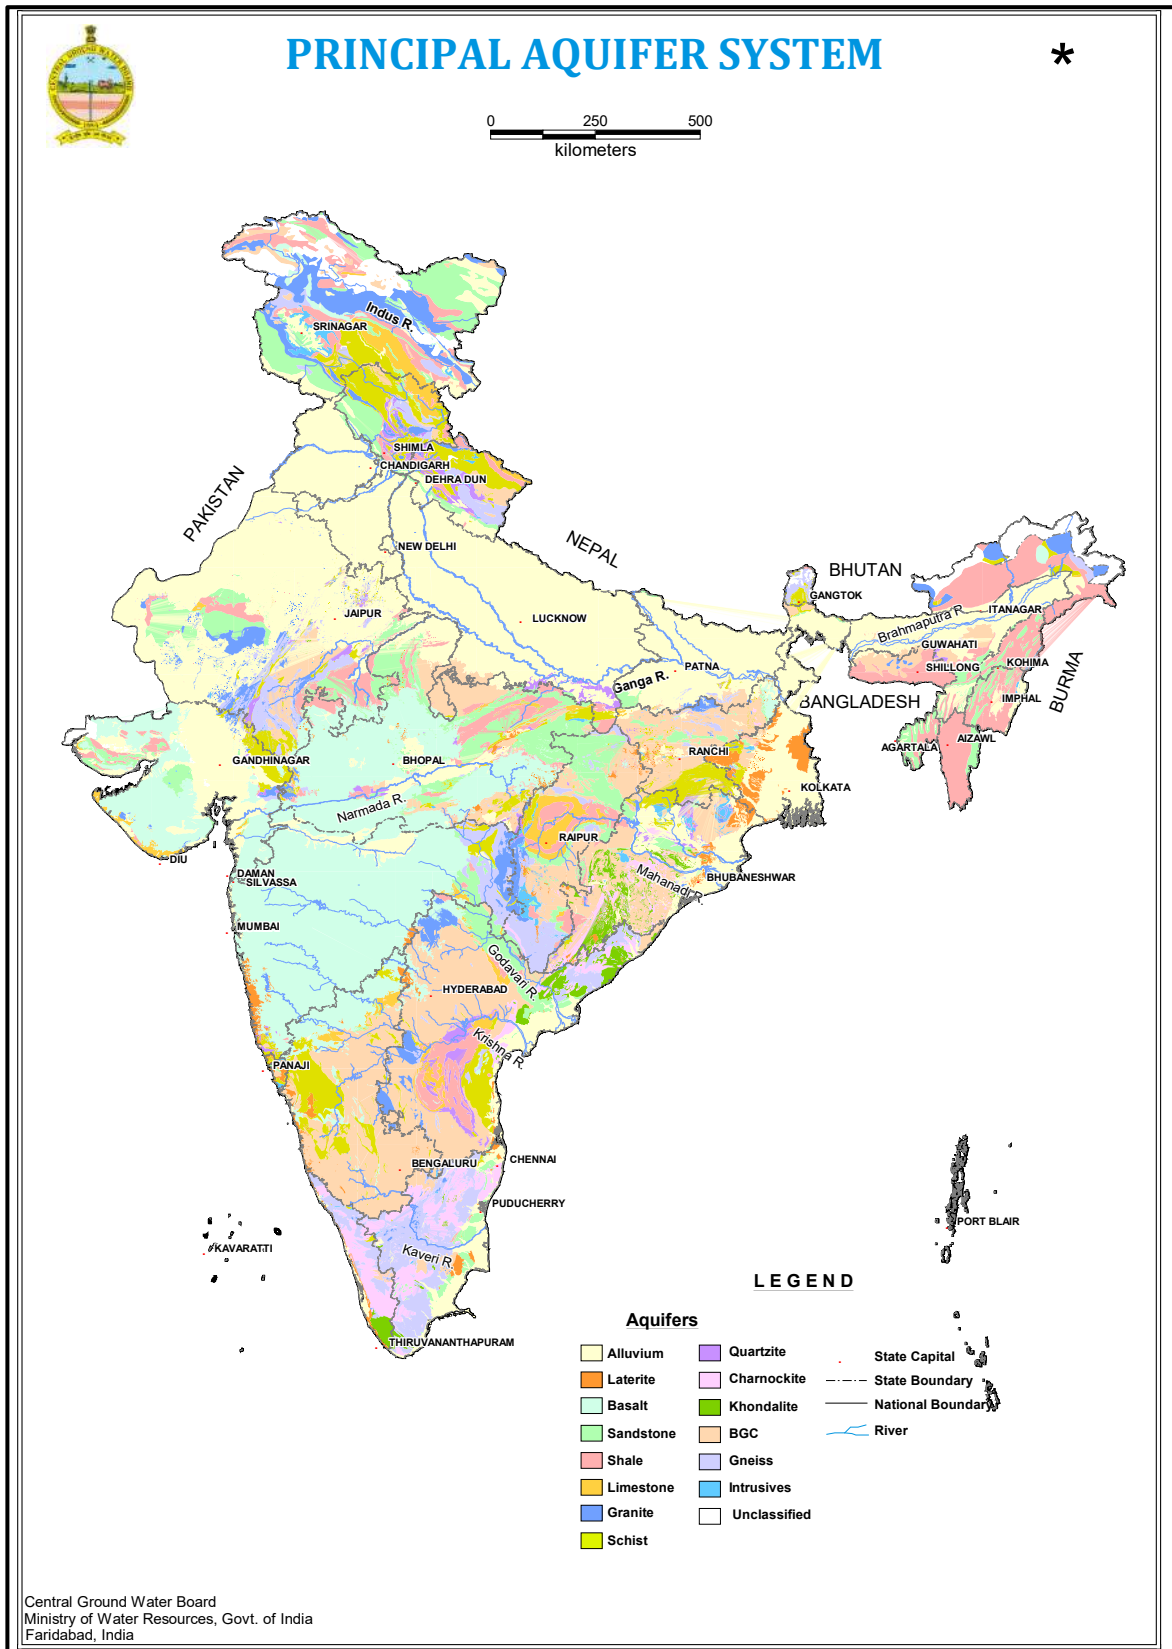 PRINCIPAL AQUIFER SYSTEM
*
0 250 500
kilometers
Indus R.
SRINAGAR
SHIMLA
CHANDIGARH
DEHRA DUN
PAKISTAN
NEPAL
NEW DELHI
BHUTAN
GANGTOK
ITANAGAR
JAIPUR
LUCKNOW
Brahmaputra R
GUWAHATI
PATNA
SHILLONG
KOHIMA
Ganga R.
BANGLADESH
IMPHAL
BURMA
AGARTALA
AIZAWL
RANCHI
GANDHINAGAR
BHOPAL
KOLKATA
Narmada R.
RAIPUR
DIU
DAMAN
SILVASSA
Mahanadi R.
BHUBANESHWAR
MUMBAI
Godavari R.
HYDERABAD
Krishna R.
PANAJI
BENGALURU
CHENNAI
PUDUCHERRY
PORT BLAIR
KAVARATTI
Kaveri R.
THIRUVANANTHAPURAM
LEGEND
Aquifers
Alluvium
Laterite
Basalt
Sandstone
Shale
Limestone
Granite
Schist
Quartzite
Charnockite
Khondalite
BGC
Gneiss
Intrusives
Unclassified
State Capital
State Boundary
National Boundary
River
Central Ground Water Board
Ministry of Water Resources, Govt. of India
Faridabad, India